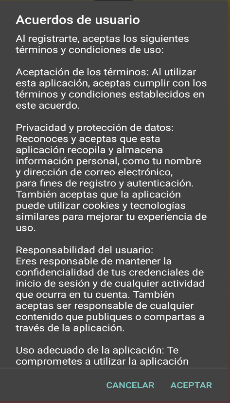 Acuerdos de usuario
Al registrarte, aceptas los siguientes
términos y condiciones de uso:
Aceptación de los términos: Al utilizar
esta aplicación, aceptas cumplir con los
términos y condiciones establecidos en
este acuerdo.
Privacidad y protección de datos:
Reconoces y aceptas que esta
aplicación recopila y almacena
información personal, como tu nombre
y dirección de correo electrónico,
para fines de registro y autenticación.
También aceptas que la aplicación
puede utilizar cookies y tecnologías
similares para mejorar tu experiencia de
uso.
Responsabilidad del usuario:
Eres responsable de mantener la
confidencialidad de tus credenciales de
inicio de sesión y de cualquier actividad
que ocurra en tu cuenta. También
aceptas ser responsable de cualquier
contenido que publiques o compartas a
través de la aplicación.
Uso adecuado de la aplicación: Te
comprometes a utilizar la aplicación
CANCELAR ACEPTAR